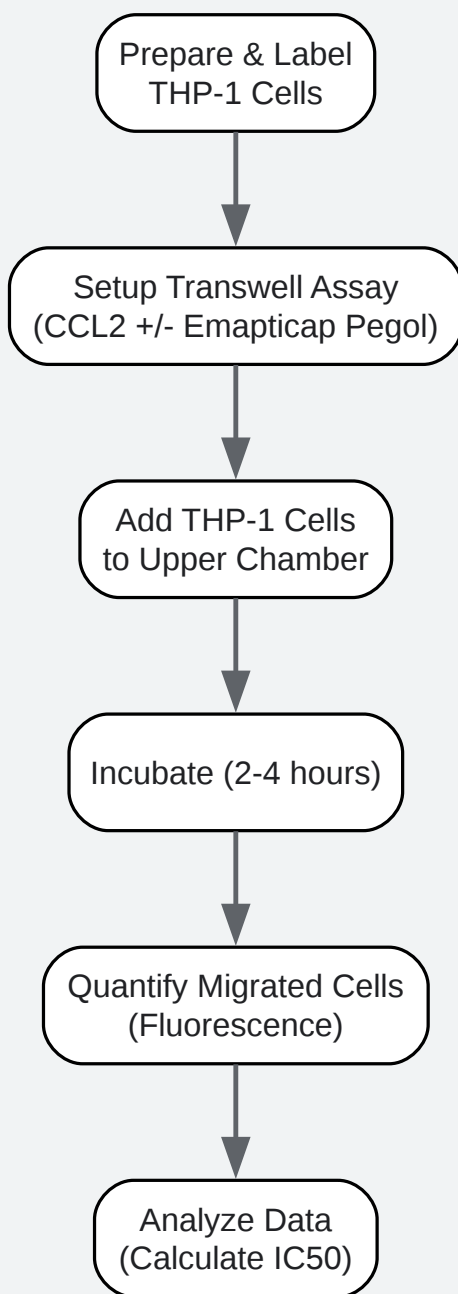 Prepare & Label
THP-1 Cells
Setup Transwell Assay
(CCL2 +/- Emapticap Pegol)
Add THP-1 Cells
to Upper Chamber
Incubate (2-4 hours)
Quantify Migrated Cells
(Fluorescence)
Analyze Data
(Calculate IC50)